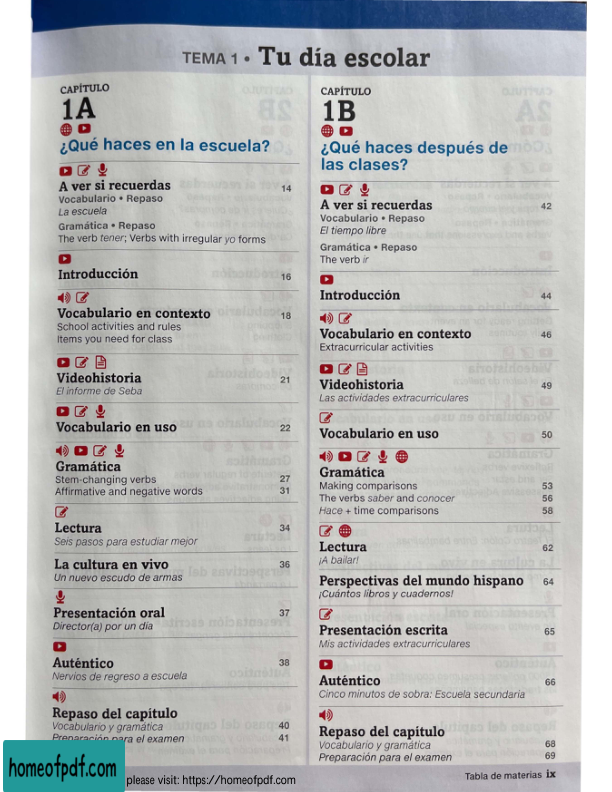 TEMA 1 • Tu día escolar
CAPÍTULO
1A
¿Qué haces en la escuela?
A ver si recuerdas 14
Vocabulario • Repaso
La escuela
Gramática • Repaso
The verb tener; Verbs with irregular yo forms
Introducción 16
Vocabulario en contexto 18
School activities and rules
Items you need for class
Videohistoria 21
El informe de Seba
Vocabulario en uso 22
Gramática
Stem-changing verbs 27
Affirmative and negative words 31
Lectura 34
Seis pasos para estudiar mejor
La cultura en vivo 36
Un nuevo escudo de armas
Presentación oral 37
Director(a) por un día
Auténtico 38
Nervios de regreso a escuela
Repaso del capítulo
Vocabulario y gramática 40
Preparación para el examen 41
CAPÍTULO
1B
¿Qué haces después de
las clases?
A ver si recuerdas 42
Vocabulario • Repaso
El tiempo libre
Gramática • Repaso
The verb ir
Introducción 44
Vocabulario en contexto 46
Extracurricular activities
Videohistoria 49
Las actividades extracurriculares
Vocabulario en uso 50
Gramática
Making comparisons 53
The verbs saber and conocer 56
Hace + time comparisons 58
Lectura 62
¡A bailar!
Perspectivas del mundo hispano 64
¡Cuántos libros y cuadernos!
Presentación escrita 65
Mis actividades extracurriculares
Auténtico 66
Cinco minutos de sobra: Escuela secundaria
Repaso del capítulo
Vocabulario y gramática 68
Preparación para el examen 69
Tabla de materias ix
homeofpdf.com
please visit: https://homeofpdf.com